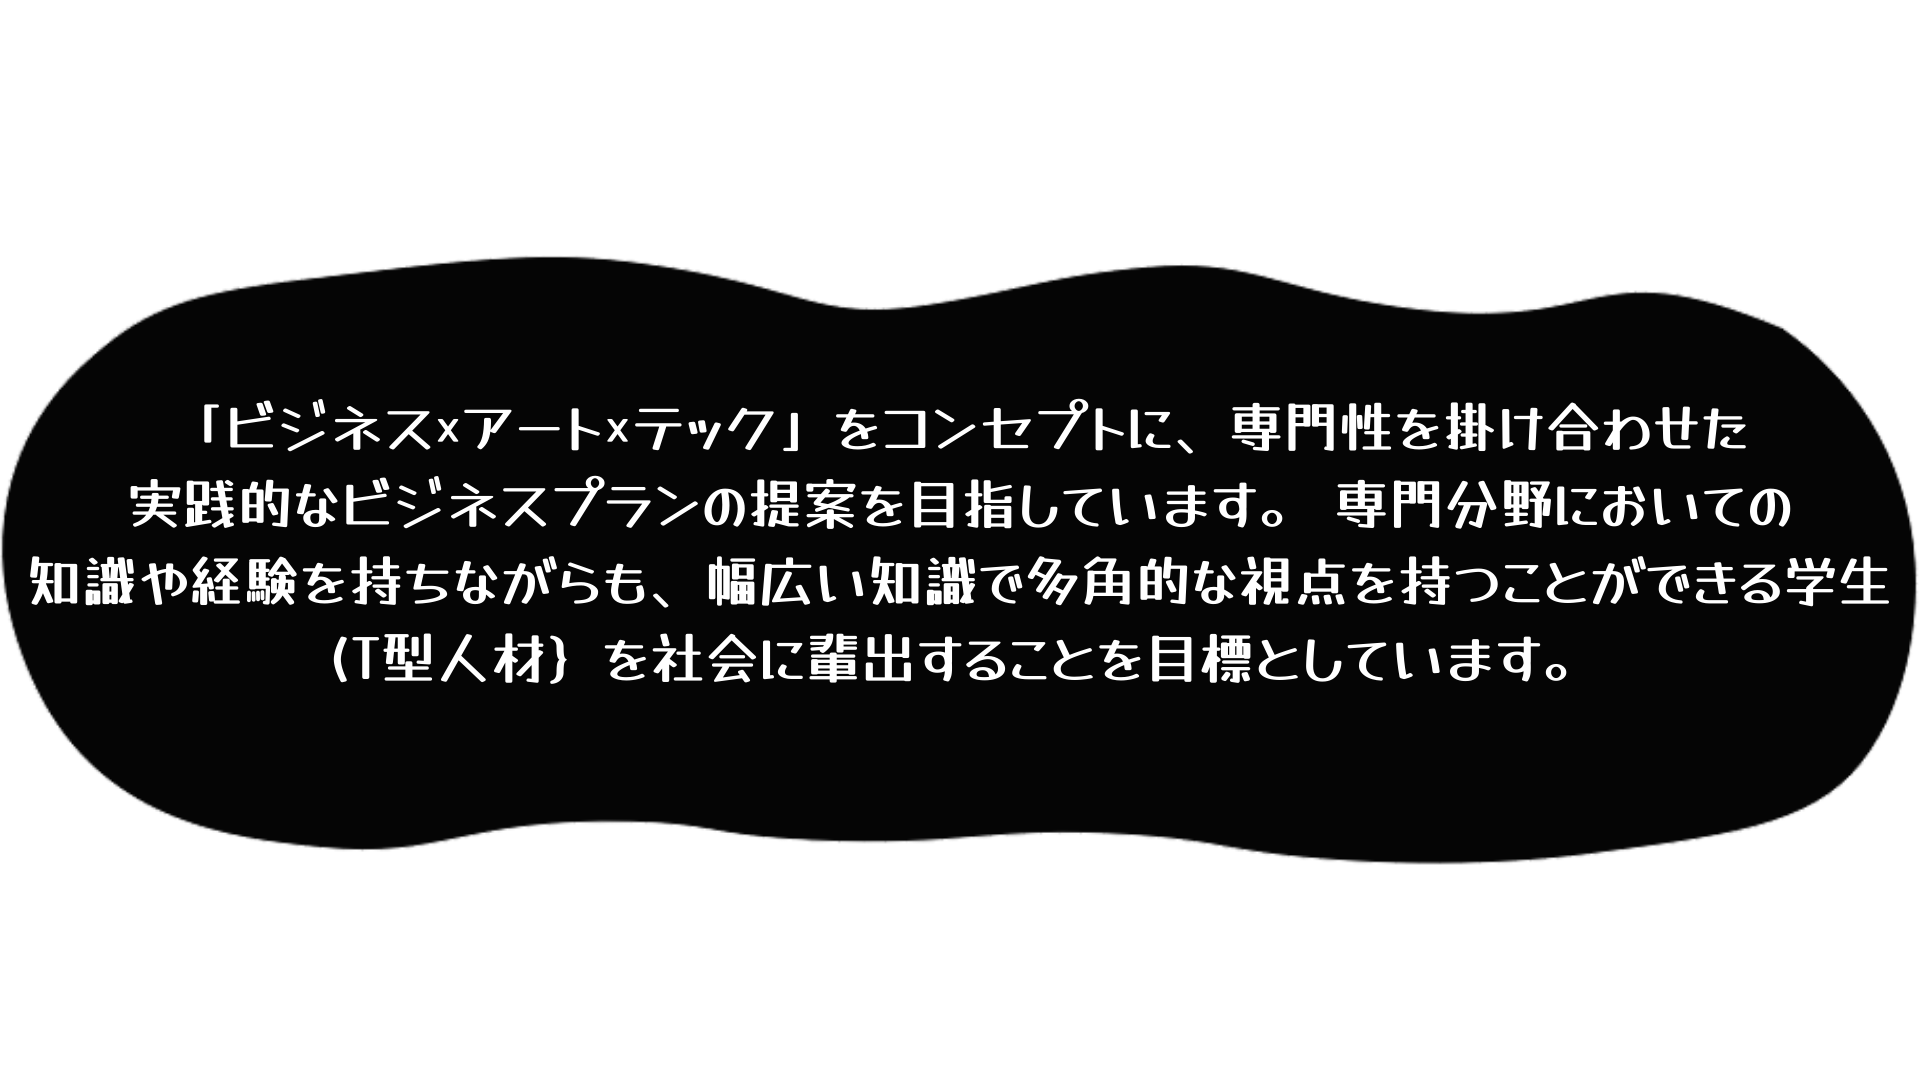 「ビジネス×アート×テック」をコンセプトに、専門性を掛け合わせた
実践的なビジネスプランの提案を目指しています。 専門分野においての
知識や経験を持ちながらも、幅広い知識で多角的な視点を持つことができる学生
(T型人材}を社会に輩出することを目標としています。